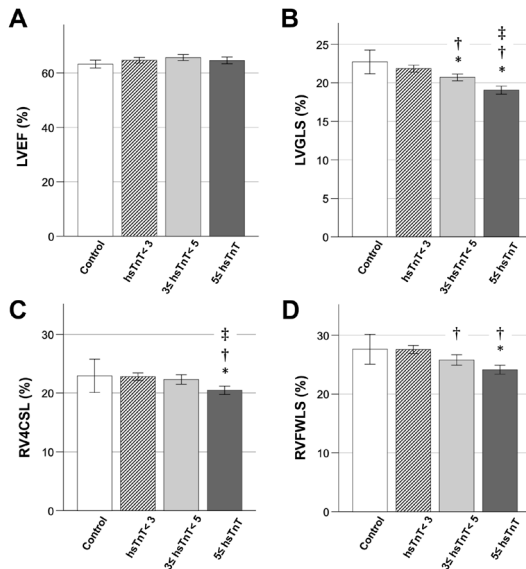 A
LVEF (%)
60
40
20
0
Control
hsTnT< 3
3≤ hsTnT< 5
5≤ hsTnT
B
LVGLS (%)
25
20
15
10
5
0
† *
‡ † *
Control
hsTnT< 3
3≤ hsTnT< 5
5≤ hsTnT
C
RV4CSL (%)
30
20
10
0
‡ † *
Control
hsTnT< 3
3≤ hsTnT< 5
5≤ hsTnT
D
RVFWLS (%)
30
20
10
0
†
† *
Control
hsTnT< 3
3≤ hsTnT< 5
5≤ hsTnT